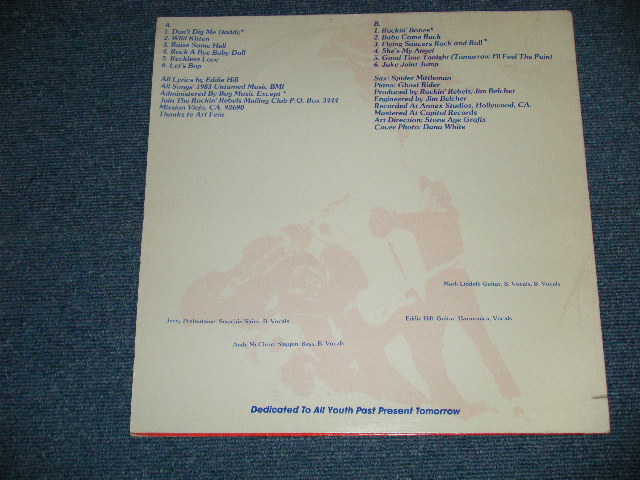 A.
1. Don't Dig Me Daddy*
2. Wild Kitten
3. Raise Some Hell
4. Rock A Bye Baby Doll
5. Reckless Love
6. Let's Bop
All Lyrics by Eddie Hill
All Songs 1983 Untamed Music BMI
Administered By Bug Music Except *
Join The Rockin' Rebels Mailing Club P.O. Box 3444
Mission Viejo, CA. 92690
Thanks to Art Fein
B.
1. Rockin' Bones*
2. Baby Come Back
3. Flying Saucers Rock and Roll*
4. She's My Angel
5. Good Time Tonight (Tomorrow I'll Feel The Pain)
6. Juke Joint Jump
Sax: Spider Mittleman
Piano: Ghost Rider
Produced by Rockin' Rebels/Jim Belcher
Engineered by Jim Belcher
Recorded At Annex Studios, Hollywood, CA.
Mastered At Capitol Records
Art Direction: Stone Age Grafix
Cover Photo: Dana White
Mark Guitar, B. Vocals, B. Vocals
Jerry Skins, B. Vocals
Eddie Hill: Guitar, Harmonica, Vocals
Andy Slappin' Bass, B. Vocals
Dedicated To All Youth Past Present Tomorrow